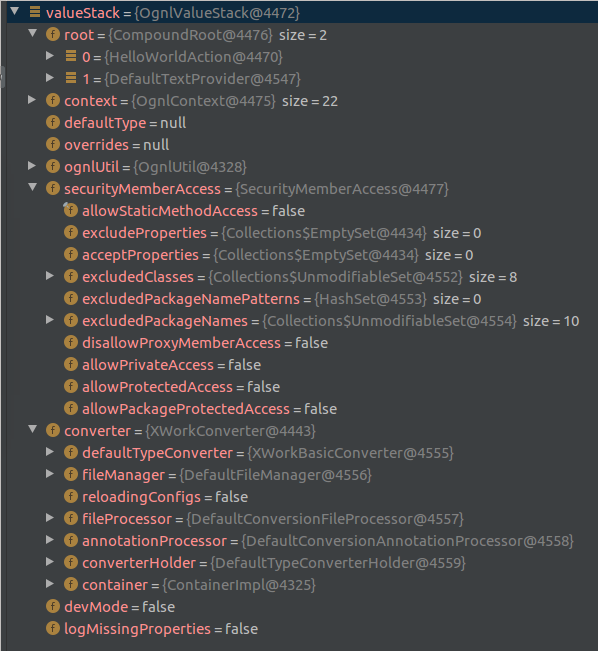 valueStack = {OgnlValueStack@4472}
root = {CompoundRoot@4476} size = 2
0 = {HelloWorldAction@4470}
1 = {DefaultTextProvider@4547}
context = {OgnlContext@4475} size = 22
defaultType = null
overrides = null
ognlUtil = {OgnlUtil@4328}
securityMemberAccess = {SecurityMemberAccess@4477}
allowStaticMethodAccess = false
excludeProperties = {Collections$EmptySet@4434} size = 0
acceptProperties = {Collections$EmptySet@4434} size = 0
excludedClasses = {Collections$UnmodifiableSet@4552} size = 8
excludedPackageNamePatterns = {HashSet@4553} size = 0
excludedPackageNames = {Collections$UnmodifiableSet@4554} size = 10
disallowProxyMemberAccess = false
allowPrivateAccess = false
allowProtectedAccess = false
allowPackageProtectedAccess = false
converter = {XWorkConverter@4443}
defaultTypeConverter = {XWorkBasicConverter@4555}
fileManager = {DefaultFileManager@4556}
reloadingConfigs = false
fileProcessor = {DefaultConversionFileProcessor@4557}
annotationProcessor = {DefaultConversionAnnotationProcessor@4558}
converterHolder = {DefaultTypeConverterHolder@4559}
container = {ContainerImpl@4325}
devMode = false
logMissingProperties = false